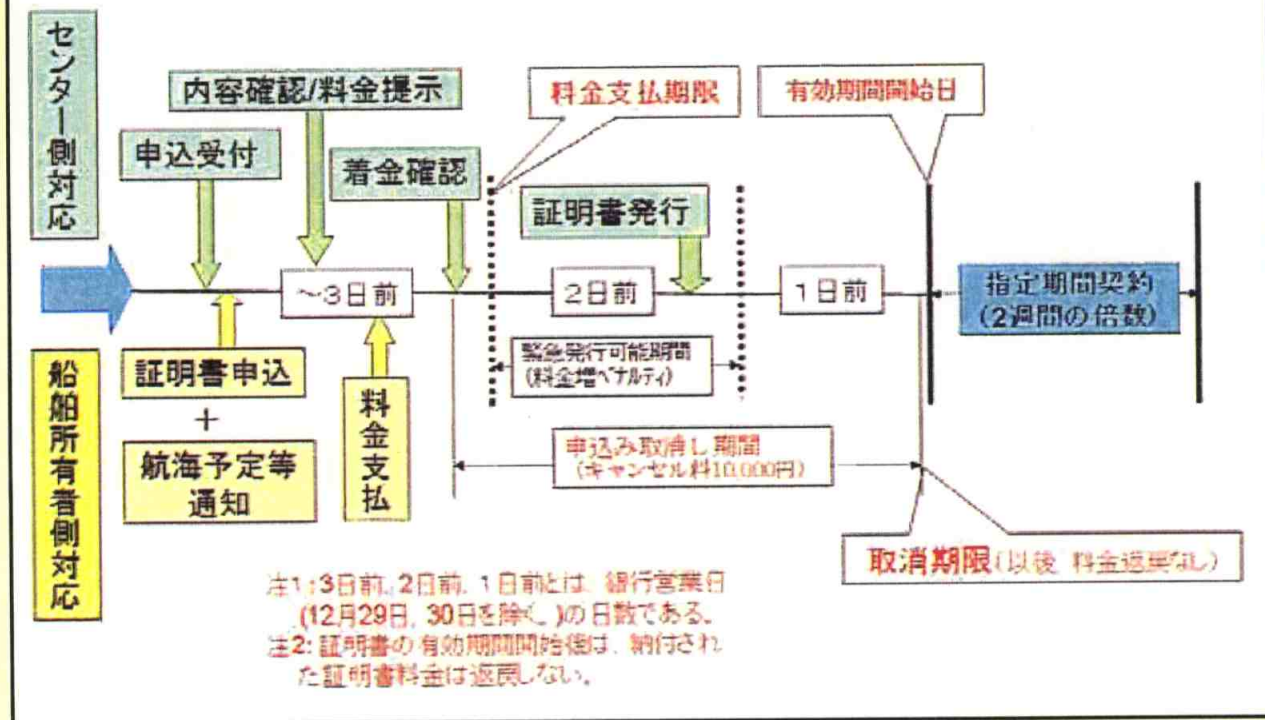 センター側対応
内容確認/料金提示
料金支払期限
有効期間開始日
申込受付
着金確認
証明書発行
～3日前
2日前
1日前
指定期間契約
(2週間の倍数)
緊急発行可能期間
(料金増ペナルティ)
船舶所有者側対応
証明書申込
＋
航海予定等
通知
料金支払
申込み取消し期間
(キャンセル料10,000円)
取消期限(以後 料金返戻なし)
注1:3日前、2日前、1日前とは、銀行営業日
(12月29日、30日を除く。)の日数である。
注2:証明書の有効期間開始後は、納付され
た証明書料金は返戻しない。